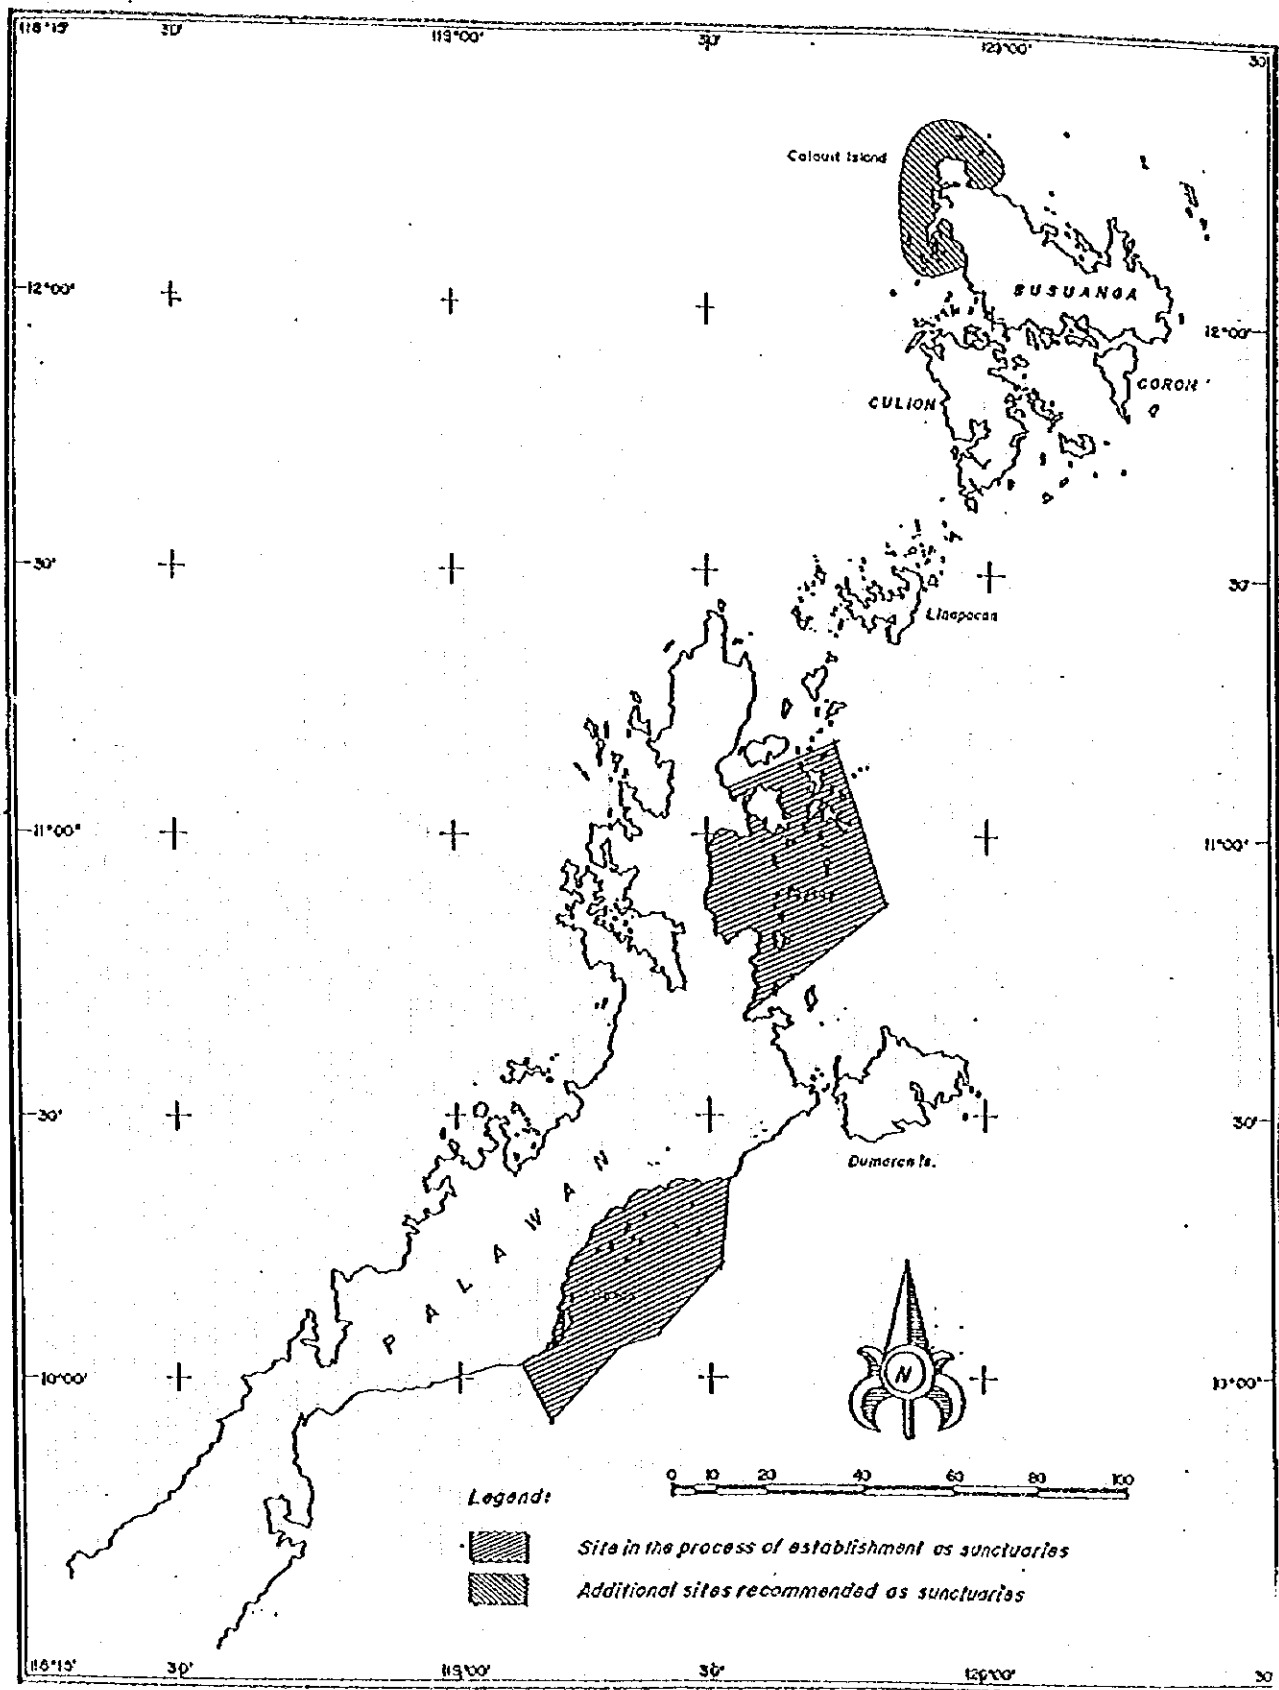 118°15' 30' 119°00' 30' 120°00' 30
Calauit Island
12°00'
BUSUANGA
12°00'
CULION
CORON
30'
30'
Linapacan
11°00'
11°00'
30'
30'
Dumaran Is.
PALAWAN
10°00'
N
10°00'
0 10 20 40 60 80 100
Legend:
Site in the process of establishment as sunctuaries
Additional sites recommended as sunctuaries
118°15' 30' 119°00' 30' 120°00' 30